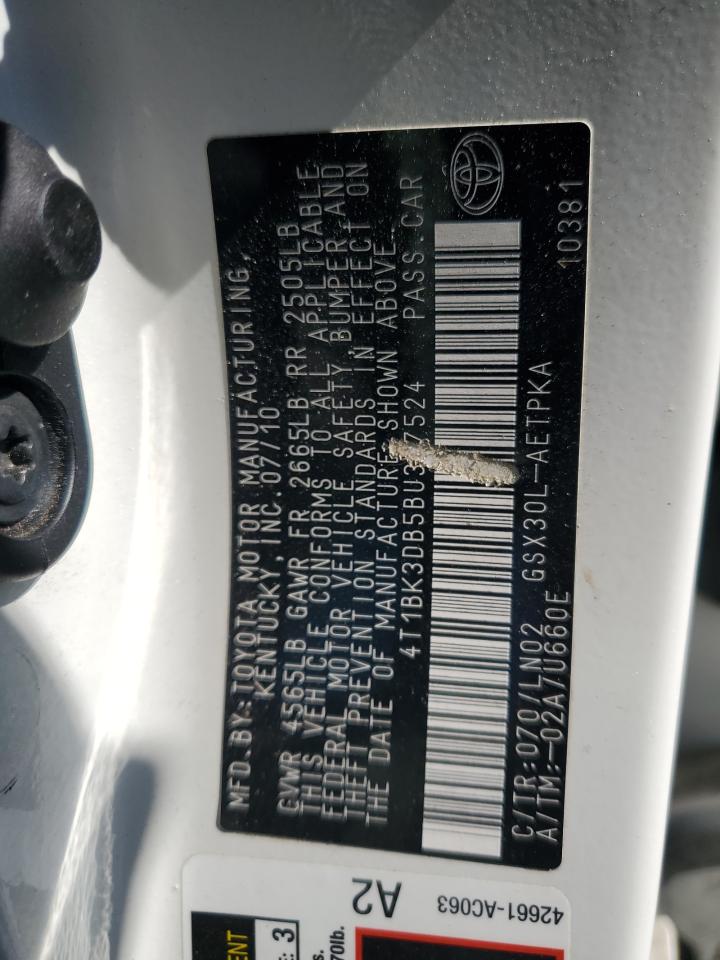 MFD. BY: TOYOTA MOTOR MANUFACTURING,
KENTUCKY, INC. 07/10
GVWR 4565LB GAWR FR 2665LB RR 2505LB
THIS VEHICLE CONFORMS TO ALL APPLICABLE
FEDERAL MOTOR VEHICLE SAFETY, BUMPER, AND
THEFT PREVENTION STANDARDS IN EFFECT ON
THE DATE OF MANUFACTURE SHOWN ABOVE.
PASS.CAR
C/TR: 070/LN02 GSX30L-AETPKA
A/TM: -02A/U660E 10381
42661-AC063
A2
3
70lb.